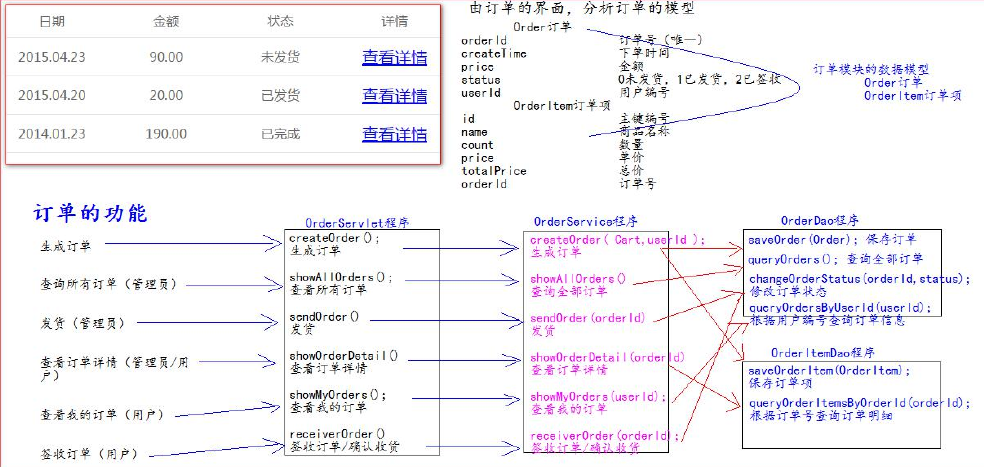 日期 金额 状态 详情
2015.04.23 90.00 未发货 查看详情
2015.04.20 20.00 已发货 查看详情
2014.01.23 190.00 已完成 查看详情
由订单的界面，分析订单的模型
Order订单
orderId 订单号（唯一）
createTime 下单时间
price 金额
status 0未发货，1已发货，2已签收
userId 用户编号
OrderItem订单项
id 主键编号
name 商品名称
count 数量
price 单价
totalPrice 总价
orderId 订单号
订单模块的数据模型
Order订单
OrderItem订单项
订单的功能
生成订单
查询所有订单（管理员）
发货（管理员）
查看订单详情（管理员/用
户）
查看我的订单（用户）
签收订单（用户）
OrderServlet程序
createOrder();
生成订单
showAllOrders();
查看所有订单
sendOrder()
发货
showOrderDetail()
查看订单详情
showMyOrders();
查看我的订单
receiverOrder()
签收订单/确认收货
OrderService程序
createOrder( Cart,userId );
生成订单
showAllOrders()
查询全部订单
sendOrder(orderId)
发货
showOrderDetail(orderId)
查看订单详情
showMyOrders(userId);
查看我的订单
receiverOrder(orderId);
签收订单/确认收货
OrderDao程序
saveOrder(Order); 保存订单
queryOrders(); 查询全部订单
changeOrderStatus(orderId,status);
修改订单状态
queryOrdersByUserId(userId);
根据用户编号查询订单信息
OrderItemDao程序
saveOrderItem(OrderItem);
保存订单项
queryOrderItemsByOrderId(orderId);
根据订单号查询订单明细